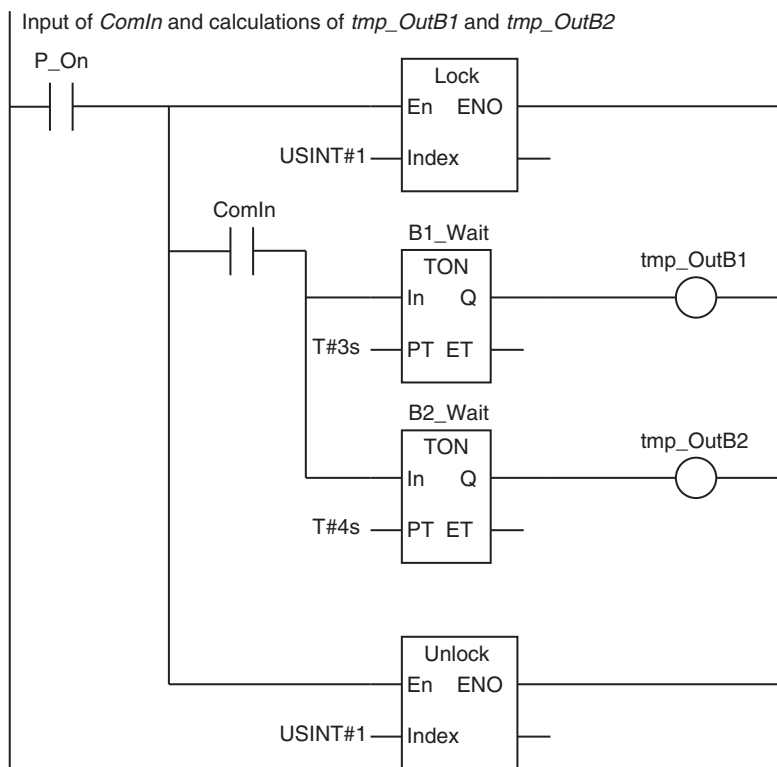 Input of ComIn and calculations of tmp_OutB1 and tmp_OutB2
P_On
Lock
En ENO
USINT#1 Index
ComIn
B1_Wait
TON
tmp_OutB1
In Q
T#3s PT ET
B2_Wait
TON
tmp_OutB2
In Q
T#4s PT ET
Unlock
En ENO
USINT#1 Index